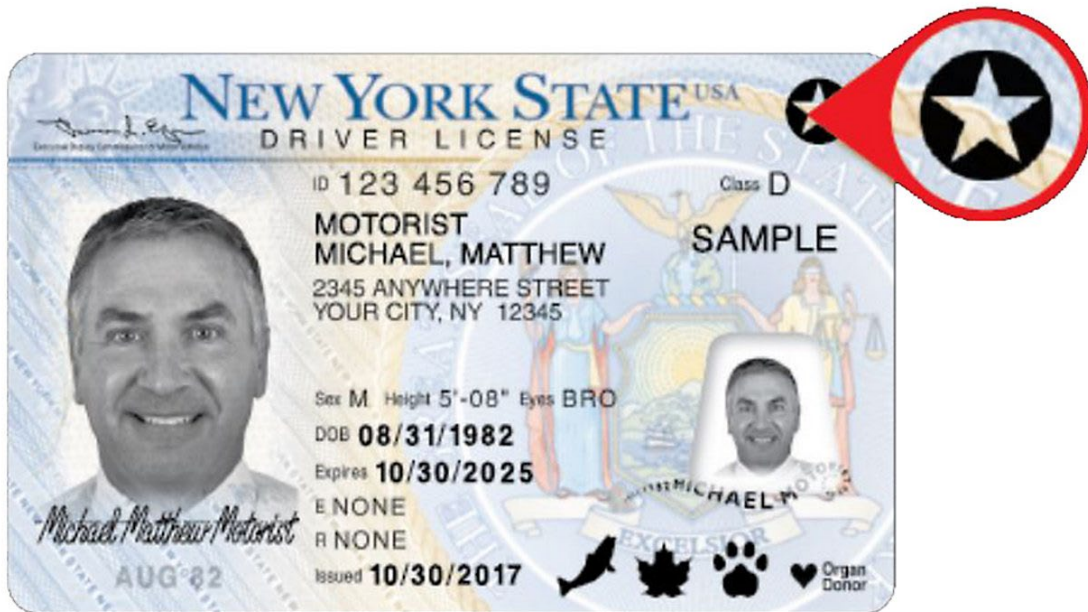 NEW YORK STATE USA
DRIVER LICENSE
ID 123 456 789
Class D
MOTORIST
MICHAEL, MATTHEW
SAMPLE
2345 ANYWHERE STREET
YOUR CITY, NY 12345
Sex M Height 5'-08" Eyes BRO
DOB 08/31/1982
Expires 10/30/2025
E NONE
R NONE
Issued 10/30/2017
Michael Matthew Motorist
AUG 82
MICHAEL MOTORIST
EXCELSIOR
Organ
Donor